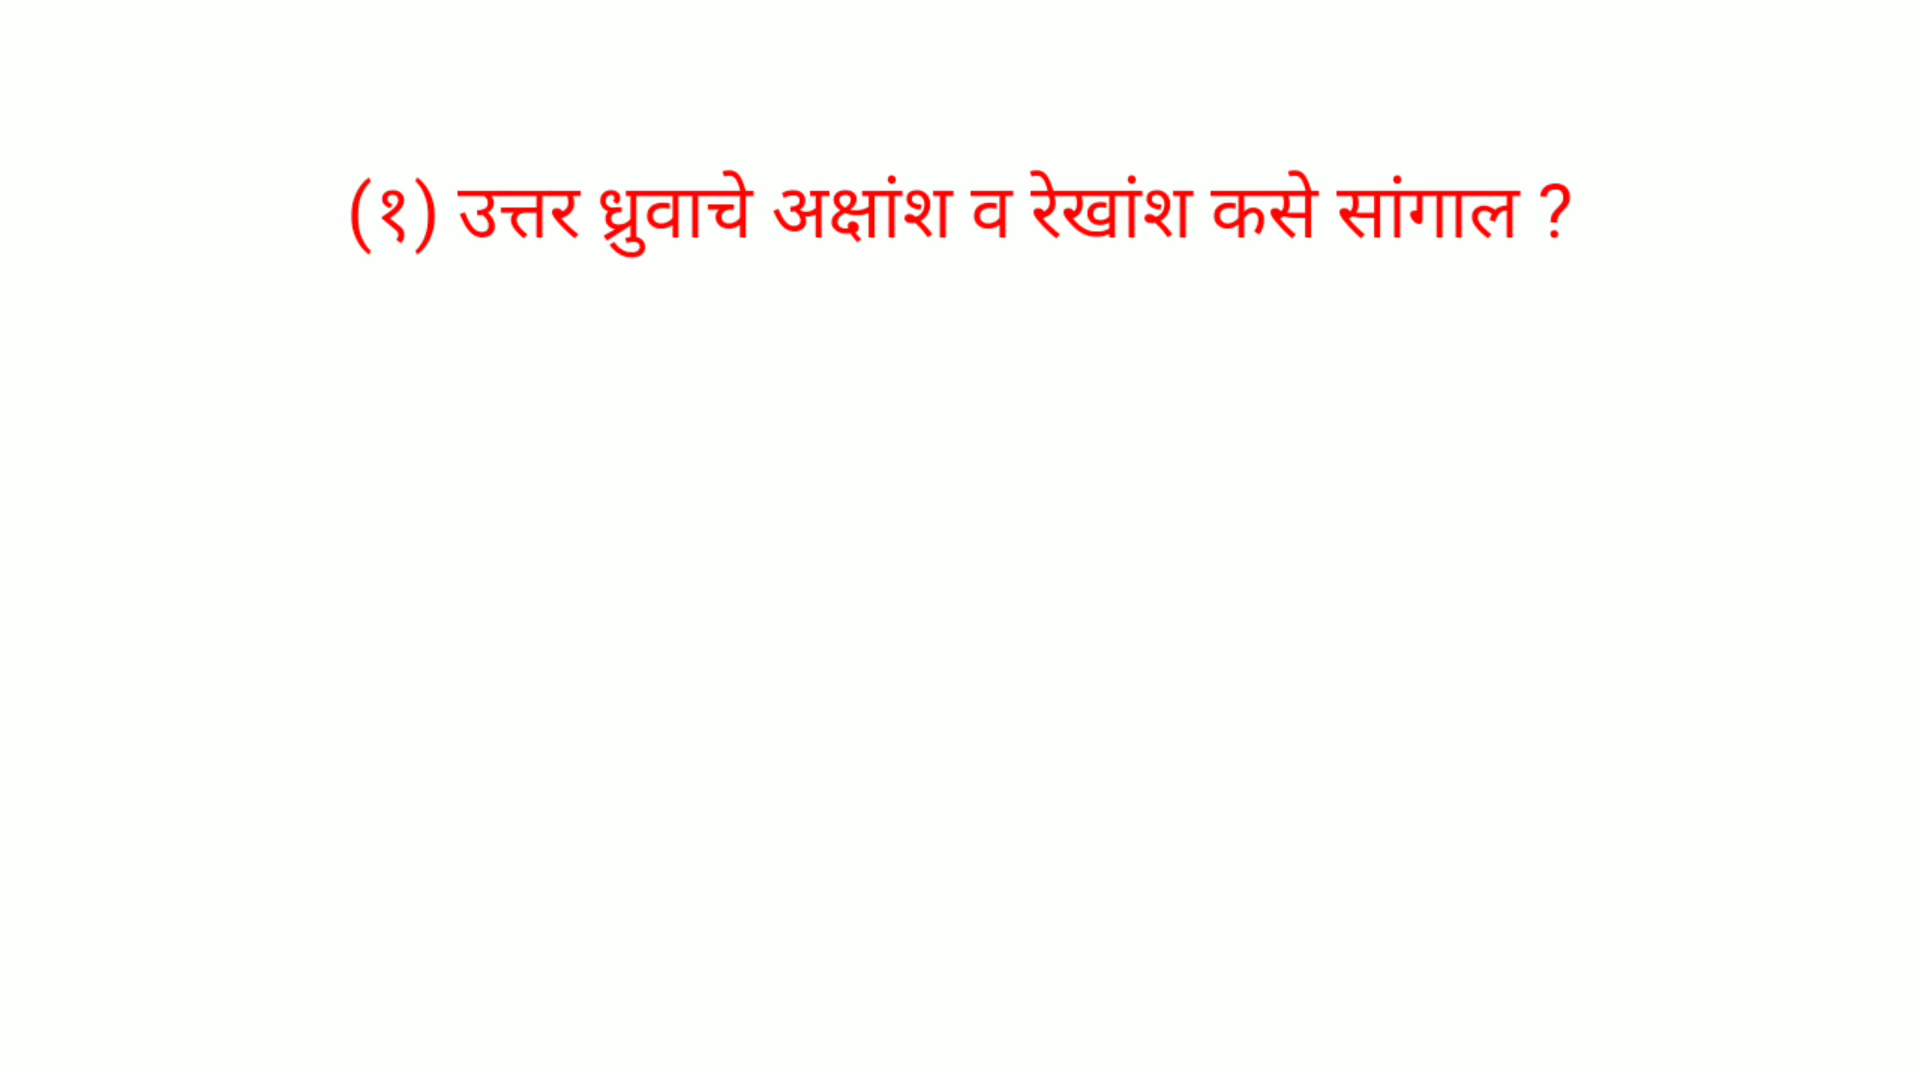 (१) उत्तर ध्रुवाचे अक्षांश व रेखांश कसे सांगाल ?